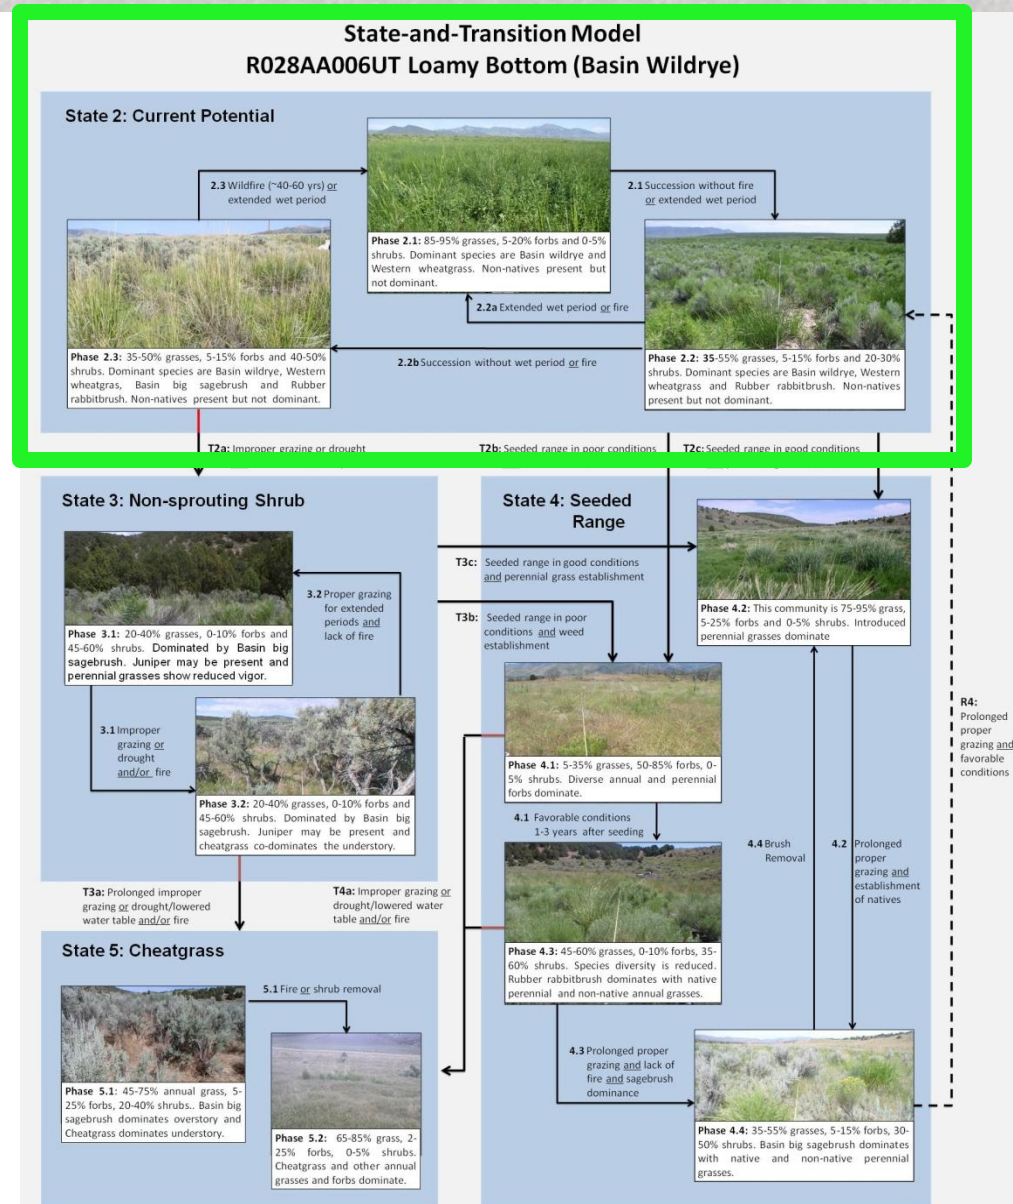 State-and-Transition Model
R028AA006UT Loamy Bottom (Basin Wildrye)
State 2: Current Potential
2.3 Wildfire (~40-60 yrs) or
extended wet period
2.1 Succession without fire
or extended wet period
Phase 2.1: 85-95% grasses, 5-20% forbs and 0-5%
shrubs. Dominant species are Basin wildrye and
Western wheatgrass. Non-natives present but
not dominant.
2.2a Extended wet period or fire
2.2b Succession without wet period or fire
Phase 2.3: 35-50% grasses, 5-15% forbs and 40-50%
shrubs. Dominant species are Basin wildrye, Western
wheatgras, Basin big sagebrush and Rubber
rabbitbrush. Non-natives present but not dominant.
Phase 2.2: 35-55% grasses, 5-15% forbs and 20-30%
shrubs. Dominant species are Basin wildrye, Western
wheatgrass and Rubber rabbitbrush. Non-natives
present but not dominant.
T2a: Improper grazing or drought
T2b: Seeded range in poor conditions
T2c: Seeded range in good conditions
State 3: Non-sprouting Shrub
3.2 Proper grazing
for extended
periods and
lack of fire
Phase 3.1: 20-40% grasses, 0-10% forbs and
45-60% shrubs. Dominated by Basin big
sagebrush. Juniper may be present and
perennial grasses show reduced vigor.
3.1 Improper
grazing or
drought
and/or fire
Phase 3.2: 20-40% grasses, 0-10% forbs and
45-60% shrubs. Dominated by Basin big
sagebrush. Juniper may be present and
cheatgrass co-dominates the understory.
T3c: Seeded range in good conditions
and perennial grass establishment
T3b: Seeded range in poor
conditions and weed
establishment
State 4: Seeded
Range
Phase 4.2: This community is 75-95% grass,
5-25% forbs and 0-5% shrubs. Introduced
perennial grasses dominate
Phase 4.1: 5-35% grasses, 50-85% forbs, 0-
5% shrubs. Diverse annual and perennial
forbs dominate.
4.1 Favorable conditions
1-3 years after seeding
4.4 Brush
Removal
4.2 Prolonged
proper
grazing and
establishment
of natives
R4:
Prolonged
proper
grazing and
favorable
conditions
T3a: Prolonged improper
grazing or drought/lowered
water table and/or fire
T4a: Improper grazing or
drought/lowered water
table and/or fire
Phase 4.3: 45-60% grasses, 0-10% forbs, 35-
60% shrubs. Species diversity is reduced.
Rubber rabbitbrush dominates with native
perennial and non-native annual grasses.
4.3 Prolonged proper
grazing and lack of
fire and sagebrush
dominance
Phase 4.4: 35-55% grasses, 5-15% forbs, 30-
50% shrubs. Basin big sagebrush dominates
with native and non-native perennial
grasses.
State 5: Cheatgrass
5.1 Fire or shrub removal
Phase 5.1: 45-75% annual grass, 5-
25% forbs, 20-40% shrubs.. Basin big
sagebrush dominates overstory and
Cheatgrass dominates understory.
Phase 5.2: 65-85% grass, 2-
25% forbs, 0-5% shrubs.
Cheatgrass and other annual
grasses and forbs dominate.